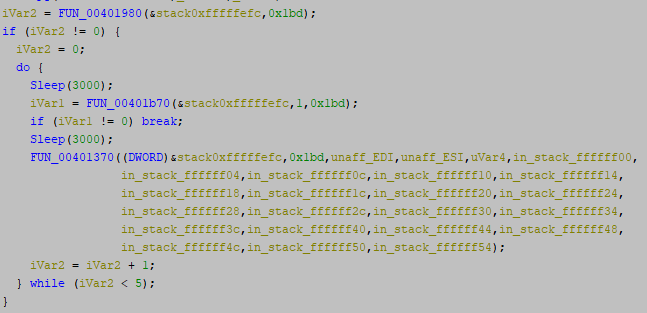 iVar2 = FUN_00401980(&stack0xfffffefc,0x1bd);
if (iVar2 != 0) {
iVar2 = 0;
do {
Sleep(3000);
iVar1 = FUN_00401b70(&stack0xfffffefc,1,0x1bd);
if (iVar1 != 0) break;
Sleep(3000);
FUN_00401370((DWORD)&stack0xfffffefc,0x1bd,unaff_EDI,unaff_ESI,uVar4,in_stack_ffffff00,
in_stack_ffffff04,in_stack_ffffff0c,in_stack_ffffff10,in_stack_ffffff14,
in_stack_ffffff18,in_stack_ffffff1c,in_stack_ffffff20,in_stack_ffffff24,
in_stack_ffffff28,in_stack_ffffff2c,in_stack_ffffff30,in_stack_ffffff34,
in_stack_ffffff3c,in_stack_ffffff40,in_stack_ffffff44,in_stack_ffffff48,
in_stack_ffffff4c,in_stack_ffffff50,in_stack_ffffff54);
iVar2 = iVar2 + 1;
} while (iVar2 < 5);
}